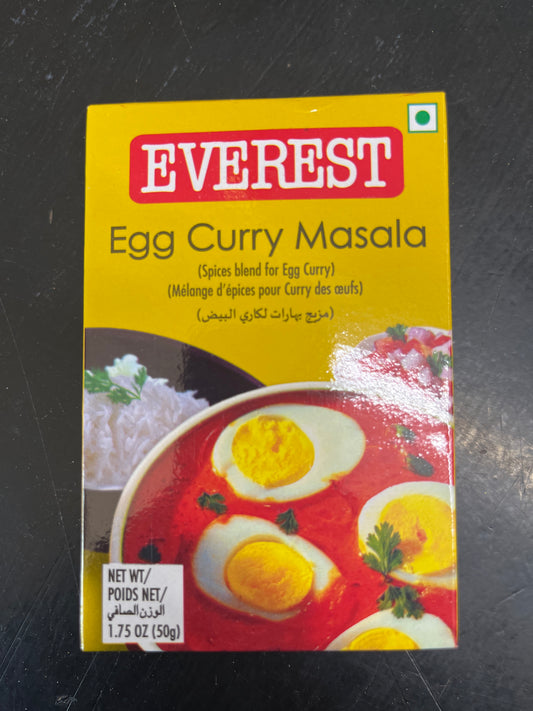 EVEREST
Egg Curry Masala
(Spices blend for Egg Curry)
(Mélange d'épices pour Curry des œufs)
(مزيج بهارات لكاري البيض)
NET WT/
POIDS NET/
الوزن الصافي/
1.75 OZ (50g)